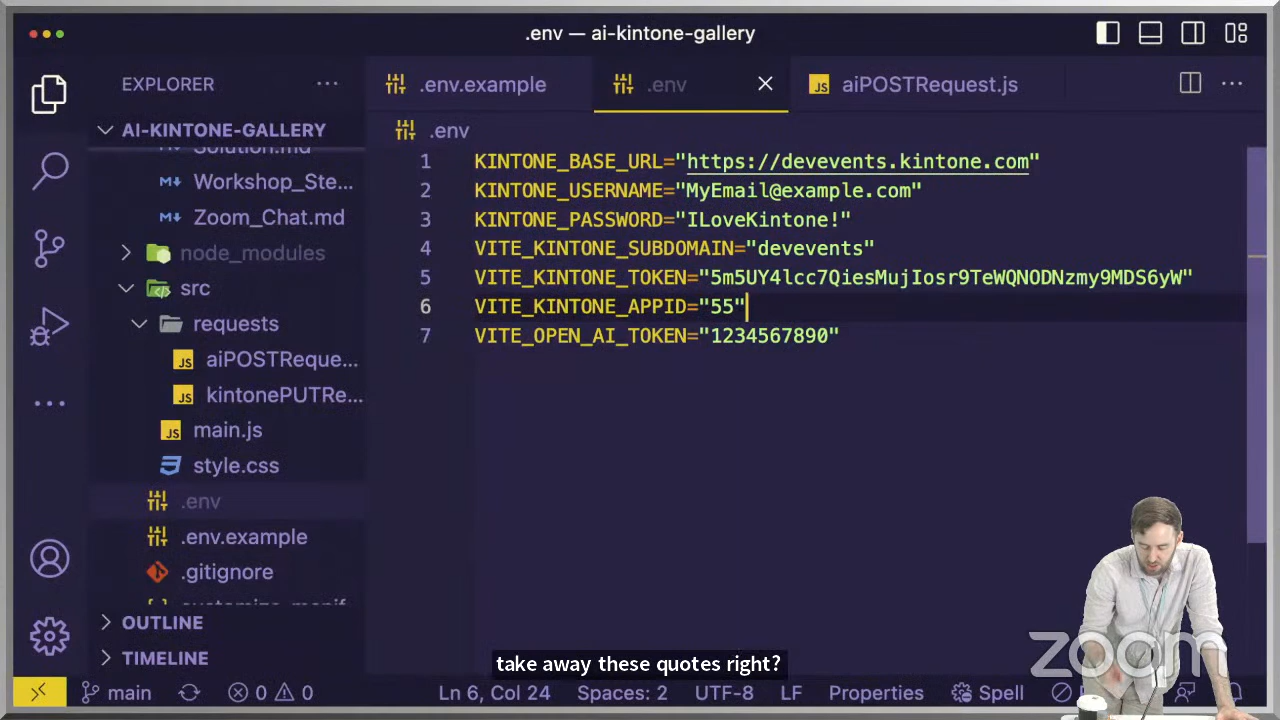 .env — ai-kintone-gallery
EXPLORER
.env.example
.env
aiPOSTRequest.js
AI-KINTONE-GALLERY
.env
Solution.md
Workshop_Ste...
Zoom_Chat.md
node_modules
src
requests
aiPOSTReque...
kintonePUTRe...
main.js
style.css
.env
.env.example
.gitignore
OUTLINE
TIMELINE
1 KINTONE_BASE_URL="https://devevents.kintone.com"
2 KINTONE_USERNAME="MyEmail@example.com"
3 KINTONE_PASSWORD="ILoveKintone!"
4 VITE_KINTONE_SUBDOMAIN="devevents"
5 VITE_KINTONE_TOKEN="5m5UY4lcc7QiesMujIosr9TeWQNODNzmy9MDS6yW"
6 VITE_KINTONE_APPID="55"
7 VITE_OPEN_AI_TOKEN="1234567890"
zoom
take away these quotes right?
main
0
0
Ln 6, Col 24
Spaces: 2
UTF-8
LF
Properties
Spell